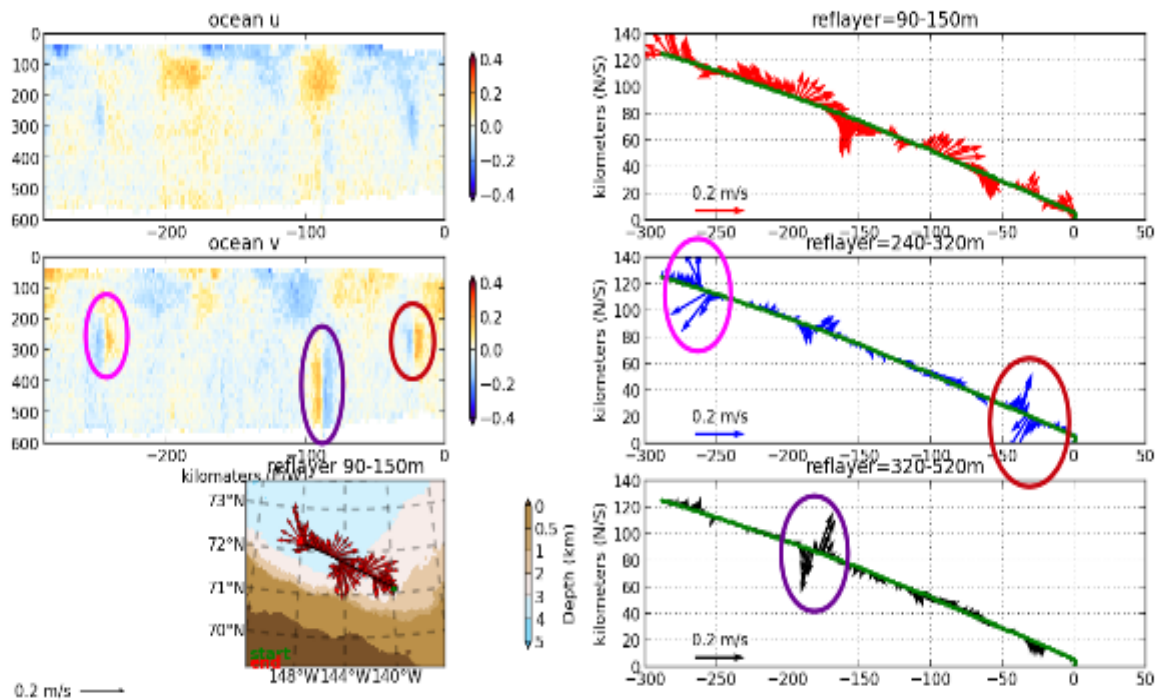 ocean u
0
100
200
300
400
500
600
−200
−100
0
0.4
0.2
0.0
−0.2
−0.4
ocean v
0
100
200
300
400
500
600
−200
−100
0
0.4
0.2
0.0
−0.2
−0.4
reflayer 90-150m
73°N
72°N
71°N
70°N
start
end
148°W 144°W 140°W
0
0.5
1
2
3
4
5
Depth (km)
0.2 m/s
reflayer=90-150m
kilometers (N/S)
140
120
100
80
60
40
20
0
0.2 m/s
−300 −250 −200 −150 −100 −50 0 50
reflayer=240-320m
kilometers (N/S)
140
120
100
80
60
40
20
0
0.2 m/s
−300 −250 −200 −150 −100 −50 0 50
reflayer=320-520m
kilometers (N/S)
140
120
100
80
60
40
20
0
0.2 m/s
−300 −250 −200 −150 −100 −50 0 50